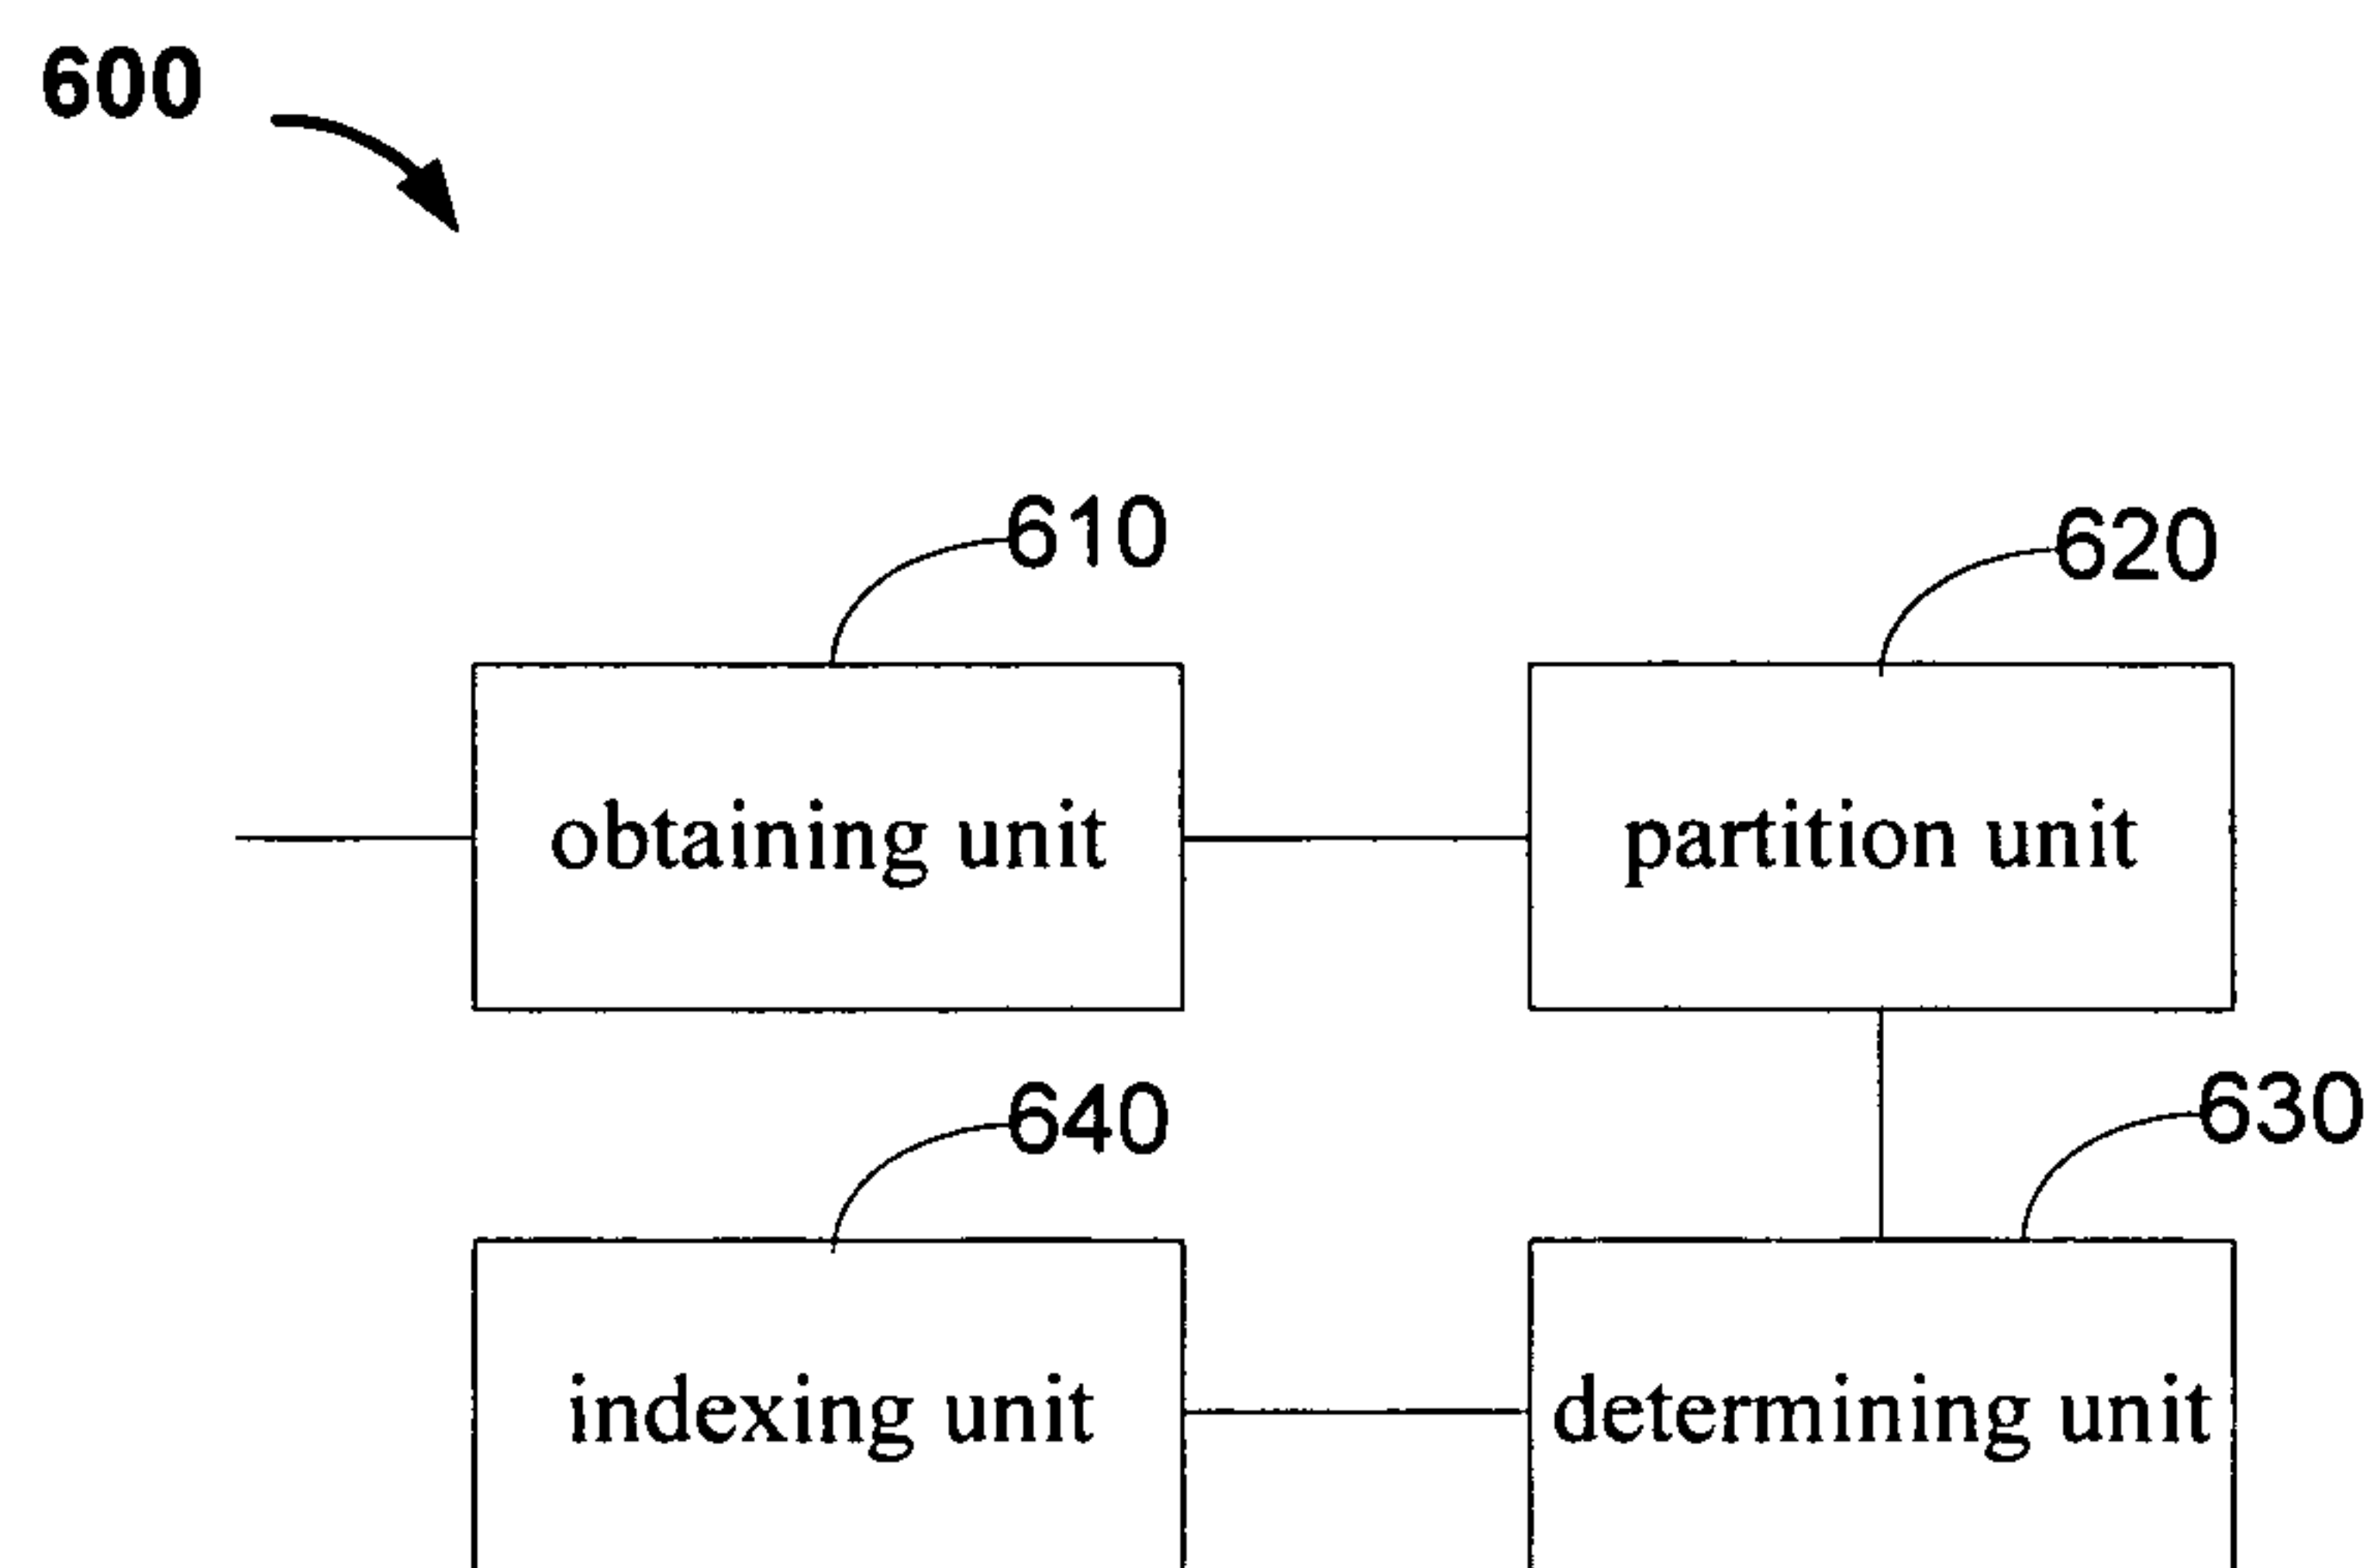 600
610
620
obtaining unit
partition unit
640
630
indexing unit
determining unit